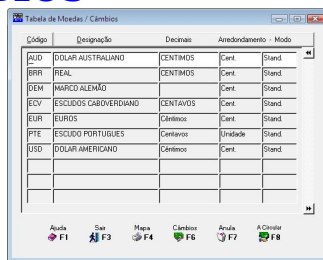 Tabela de Moedas / Câmbios
Código Designação Decimais Arredondamento - Modo
AUD DOLAR AUSTRALIANO CENTIMOS Cent. Stand.
BRR REAL CENTIMOS Cent. Stand.
DEM MARCO ALEMÃO Cent. Stand.
ECV ESCUDOS CABOVERDIANO CENTAVOS Cent. Stand.
EUR EUROS Cêntimos Cent. Stand.
PTE ESCUDO PORTUGUES Centavos Unidade Stand.
USD DOLAR AMERICANO Cêntimos Cent. Stand.
Ajuda Sair Mapa Câmbios Anula A Circular
F1 F3 F4 F6 F7 F8